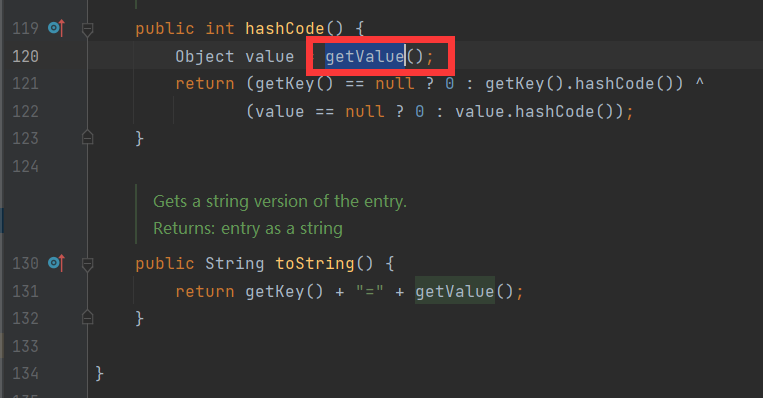 119 public int hashCode() {
120 Object value getValue();
121 return (getKey() == null ? 0 : getKey().hashCode()) ^
122 (value == null ? 0 : value.hashCode());
123 }
124
Gets a string version of the entry.
Returns: entry as a string
130 public String toString() {
131 return getKey() + "=" + getValue();
132 }
133
134 }